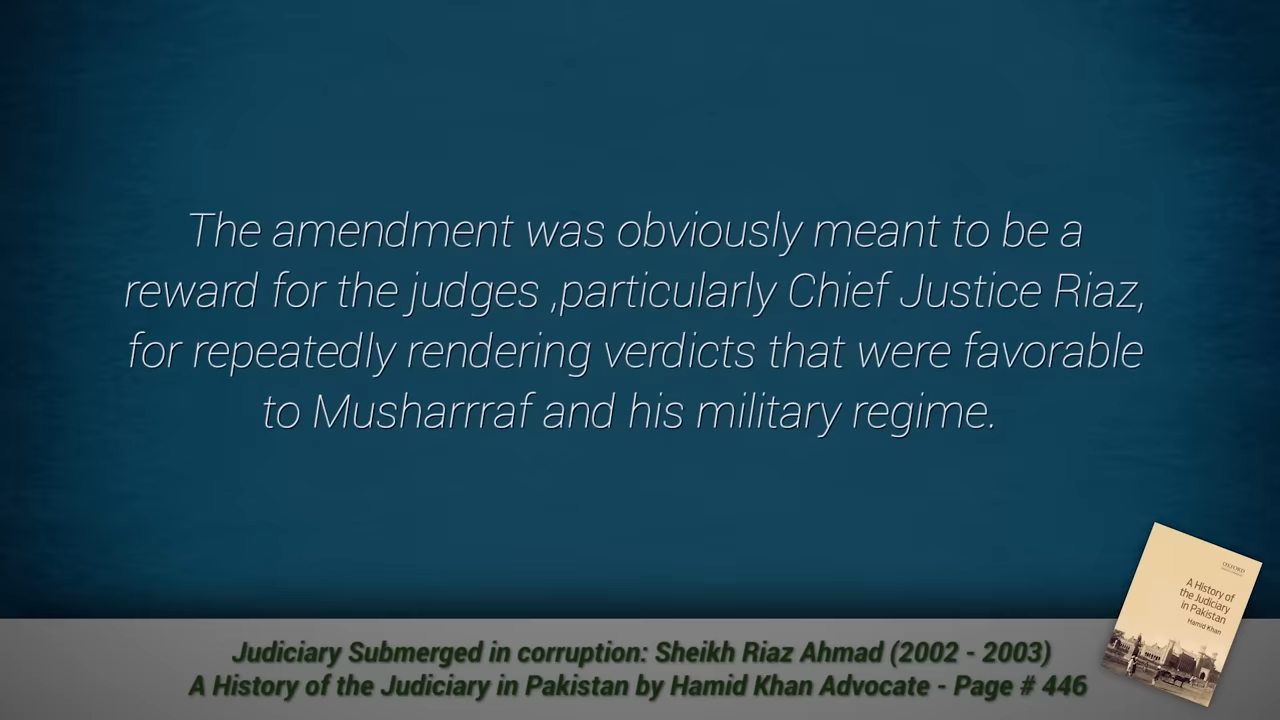 The amendment was obviously meant to be a
reward for the judges ,particularly Chief Justice Riaz,
for repeatedly rendering verdicts that were favorable
to Musharrraf and his military regime.
OXFORD
A History of
the Judiciary
in Pakistan
Hamid Khan
Judiciary Submerged in corruption: Sheikh Riaz Ahmad (2002 - 2003)
A History of the Judiciary in Pakistan by Hamid Khan Advocate - Page # 446